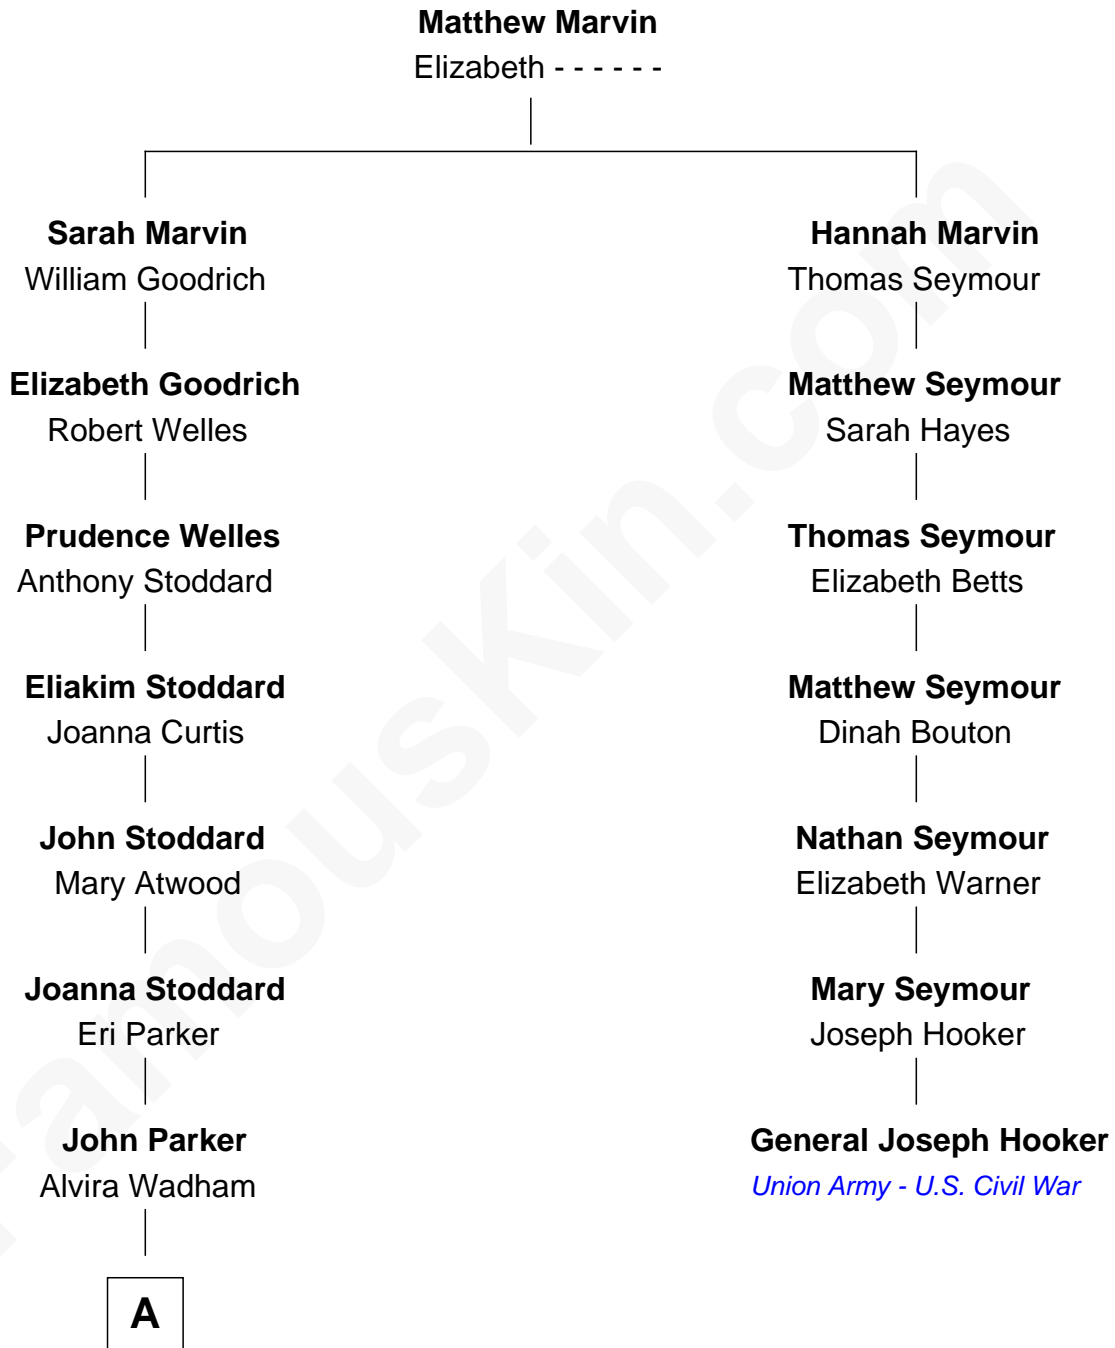 Matthew Marvin
Elizabeth - - - - - -
Sarah Marvin
William Goodrich
Elizabeth Goodrich
Robert Welles
Prudence Welles
Anthony Stoddard
Eliakim Stoddard
Joanna Curtis
John Stoddard
Mary Atwood
Joanna Stoddard
Eri Parker
John Parker
Alvira Wadham
A
Hannah Marvin
Thomas Seymour
Matthew Seymour
Sarah Hayes
Thomas Seymour
Elizabeth Betts
Matthew Seymour
Dinah Bouton
Nathan Seymour
Elizabeth Warner
Mary Seymour
Joseph Hooker
General Joseph Hooker
Union Army - U.S. Civil War
FamousKin.com